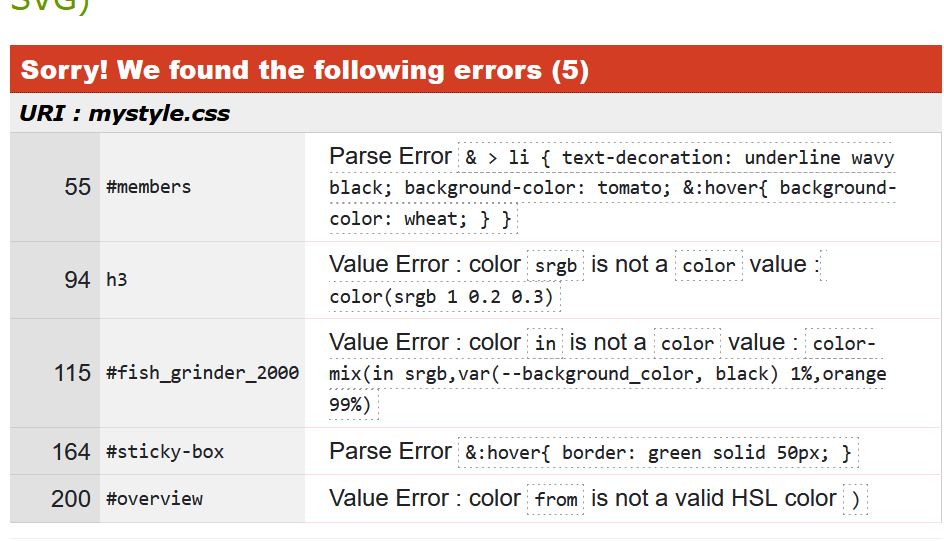 SVG)
Sorry! We found the following errors (5)
URI : mystyle.css
55 #members Parse Error & > li { text-decoration: underline wavy
black; background-color: tomato; &:hover{ background-
color: wheat; } }
94 h3 Value Error : color srgb is not a color value :
color(srgb 1 0.2 0.3)
115 #fish_grinder_2000 Value Error : color in is not a color value : color-
mix(in srgb,var(--background_color, black) 1%,orange
99%)
164 #sticky-box Parse Error &:hover{ border: green solid 50px; }
200 #overview Value Error : color from is not a valid HSL color )